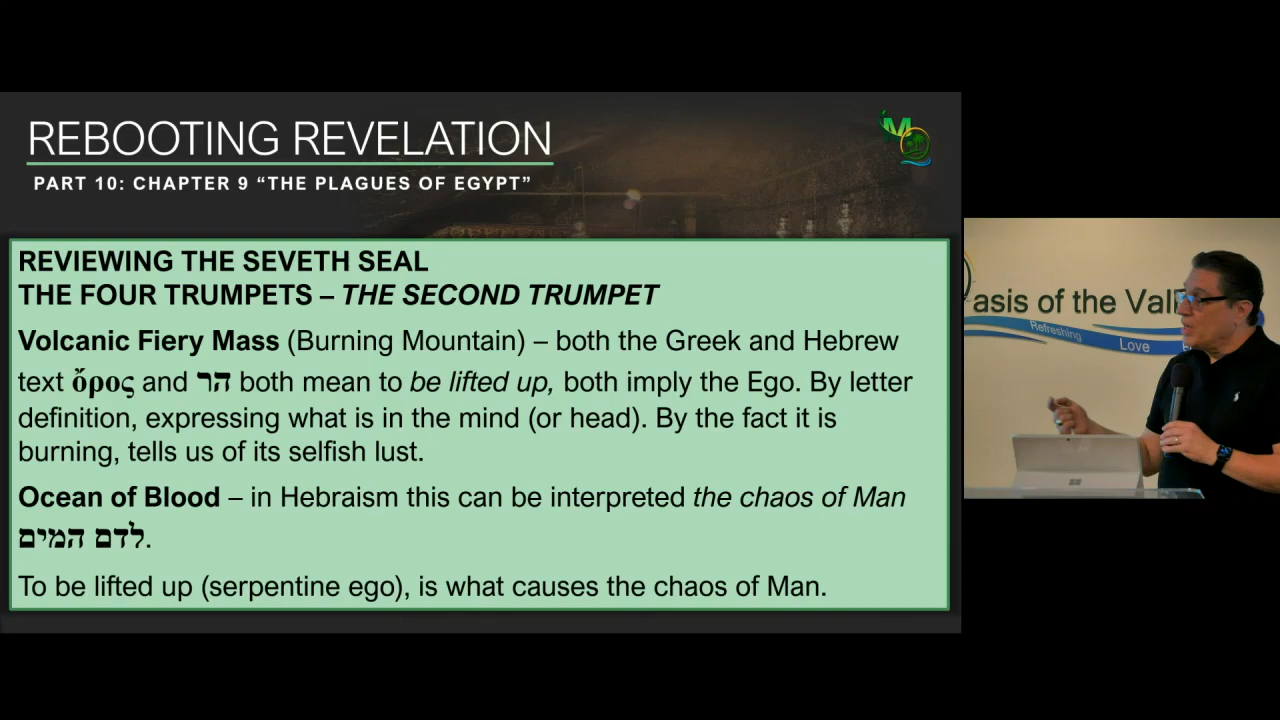 REBOOTING REVELATION
PART 10: CHAPTER 9 “THE PLAGUES OF EGYPT”
REVIEWING THE SEVETH SEAL
THE FOUR TRUMPETS – THE SECOND TRUMPET
Volcanic Fiery Mass (Burning Mountain) – both the Greek and Hebrew
text ὄρος and הר both mean to be lifted up, both imply the Ego. By letter
definition, expressing what is in the mind (or head). By the fact it is
burning, tells us of its selfish lust.
Ocean of Blood – in Hebraism this can be interpreted the chaos of Man
לדם המים.
To be lifted up (serpentine ego), is what causes the chaos of Man.
asis of the Vall
Refreshing
Love